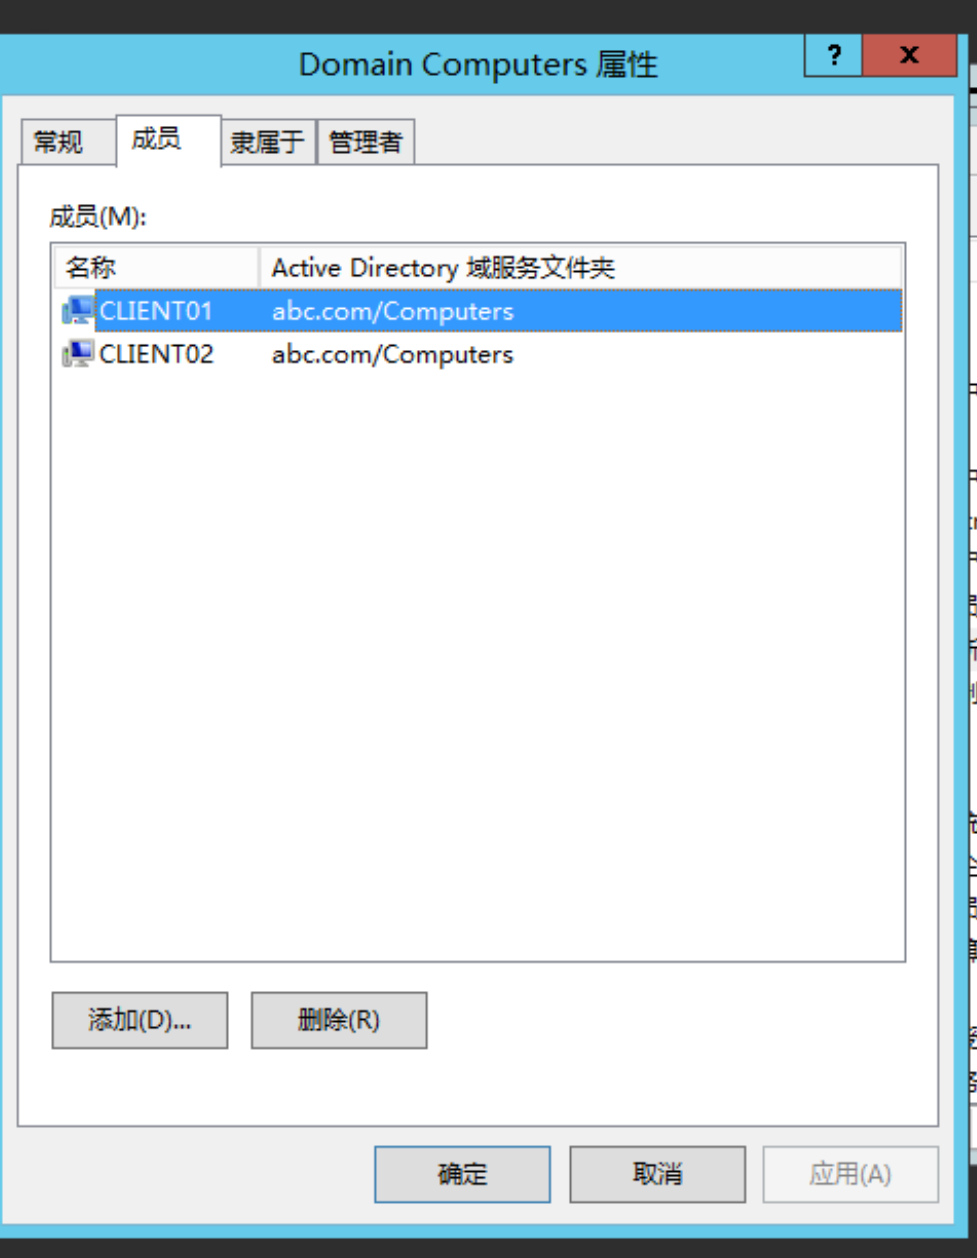 Domain Computers 属性
?
x
常规 成员 隶属于 管理者
成员(M):
名称 Active Directory 域服务文件夹
CLIENT01 abc.com/Computers
CLIENT02 abc.com/Computers
添加(D)... 删除(R)
确定 取消 应用(A)